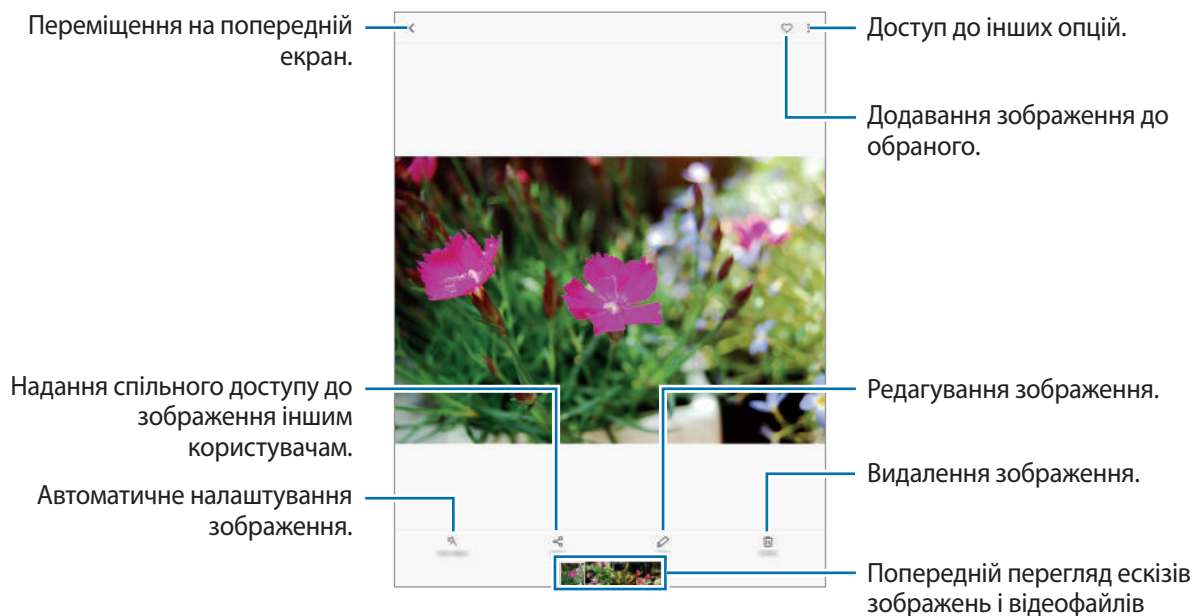 Переміщення на попередній
екран.
Доступ до інших опцій.
Додавання зображення до
обраного.
Надання спільного доступу до
зображення іншим
користувачам.
Редагування зображення.
Автоматичне налаштування
зображення.
Видалення зображення.
Попередній перегляд ескізів
зображень і відеофайлів